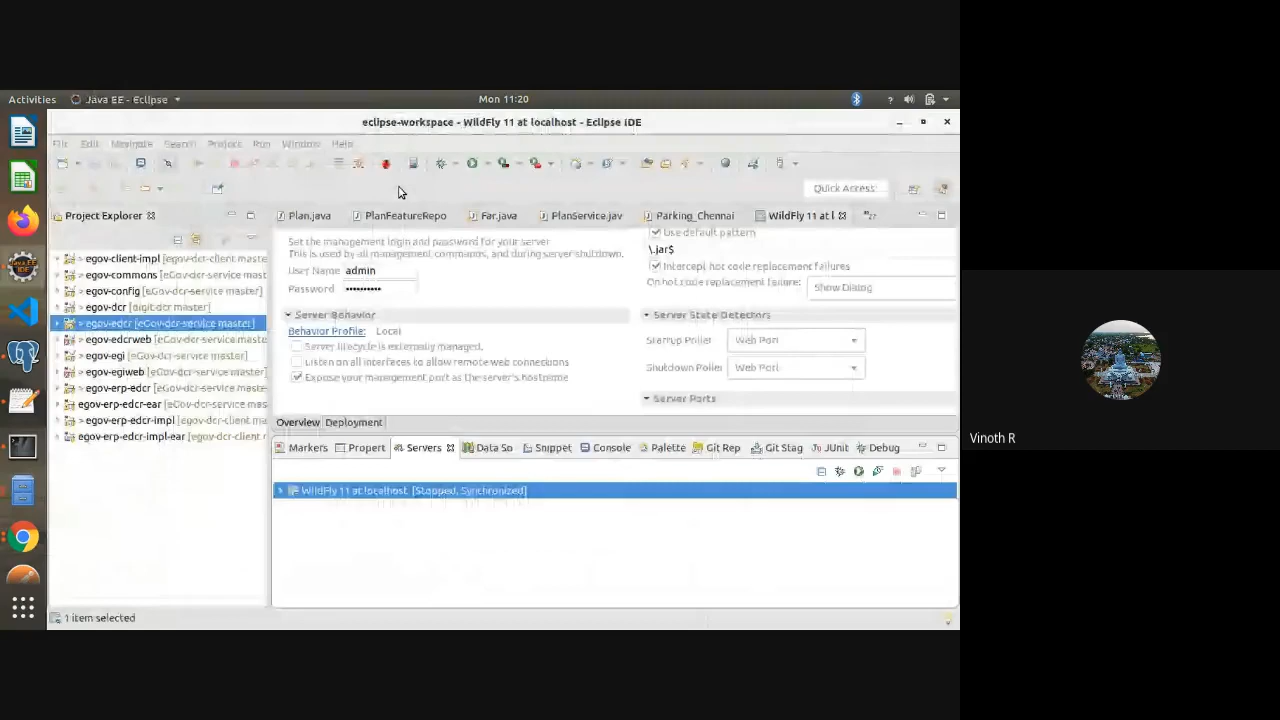 Activities
Java EE - Eclipse
Mon 11:20
?
eclipse-workspace - WildFly 11 at localhost - Eclipse IDE
File Edit Navigate Search Project Run Window Help
Quick Access
Project Explorer
Plan.java
PlanFeatureRepo
Far.java
PlanService.jav
Parking_Chennai
WildFly 11 at l
> egov-client-impl [egov-dcr-client maste
> egov-commons [eGov-dcr-service mast
> egov-config [eGov-dcr-service master]
> egov-dcr [digit-dcr master]
> egov-edcr [eGov-dcr-service master]
> egov-edcrweb [eGov-dcr-service maste
> egov-egi [eGov-dcr-service master]
> egov-egiweb [eGov-dcr-service master]
> egov-erp-edcr [eGov-dcr-service maste
> egov-erp-edcr-ear [eGov-dcr-service mas
> egov-erp-edcr-impl [egov-dcr-client ma
> egov-erp-edcr-impl-ear [egov-dcr-client r
Set the management login and password for your server
This is used by all management commands, and during server shutdown.
User Name admin
Password
Server Behavior
Behavior Profile: Local
Server lifecycle is externally managed.
Listen on all interfaces to allow remote web connections
Expose your management port as the server's hostname
Use default pattern
\.jar$
Intercept hot code replacement failures
On hot code replacement failure: Show Dialog
Server State Detectors
Startup Poller Web Port
Shutdown Poller Web Port
Server Ports
Overview Deployment
Markers
Propert
Servers
Data So
Snippet
Console
Palette
Git Rep
Git Stag
JUnit
Debug
WildFly 11 at localhost [Stopped, Synchronized]
1 item selected
Vinoth R